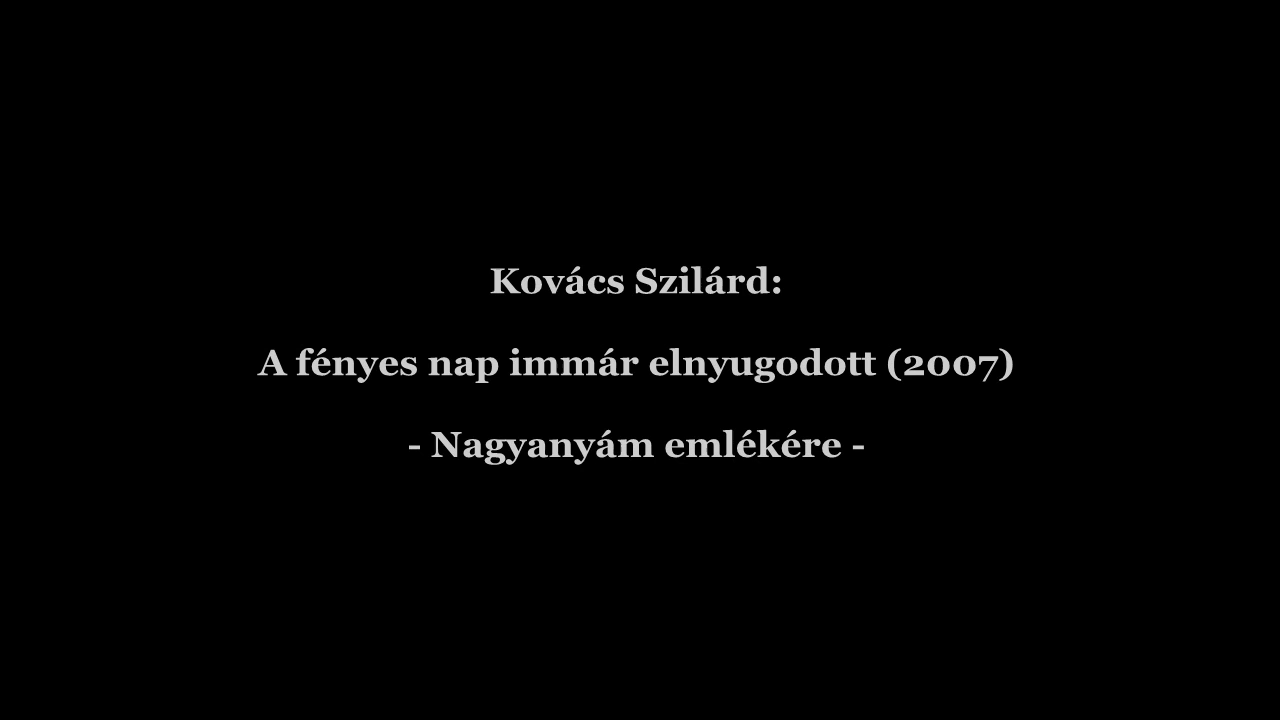 Kovács Szilárd:
A fényes nap immár elnyugodott (2007)
- Nagyanyám emlékére -